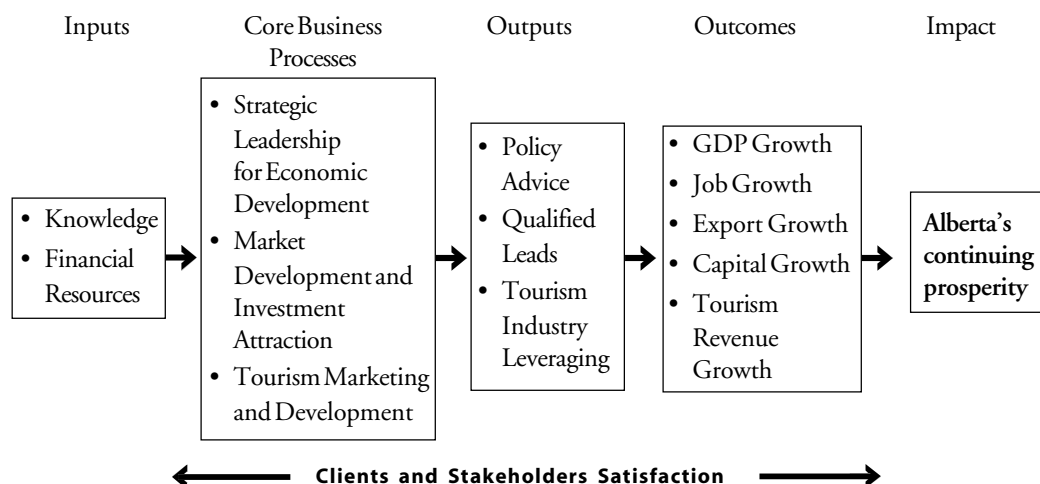 Inputs
Core Business
Processes
Outputs
Outcomes
Impact
• Knowledge
• Financial
Resources
• Strategic
Leadership
for Economic
Development
• Market
Development and
Investment
Attraction
• Tourism Marketing
and Development
• Policy
Advice
• Qualified
Leads
• Tourism
Industry
Leveraging
• GDP Growth
• Job Growth
• Export Growth
• Capital Growth
• Tourism
Revenue
Growth
Alberta's
continuing
prosperity
Clients and Stakeholders Satisfaction